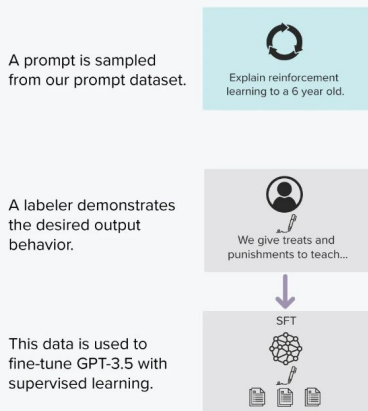 A prompt is sampled
from our prompt dataset.
Explain reinforcement
learning to a 6 year old.
A labeler demonstrates
the desired output
behavior.
We give treats and
punishments to teach...
This data is used to
fine-tune GPT-3.5 with
supervised learning.
SFT